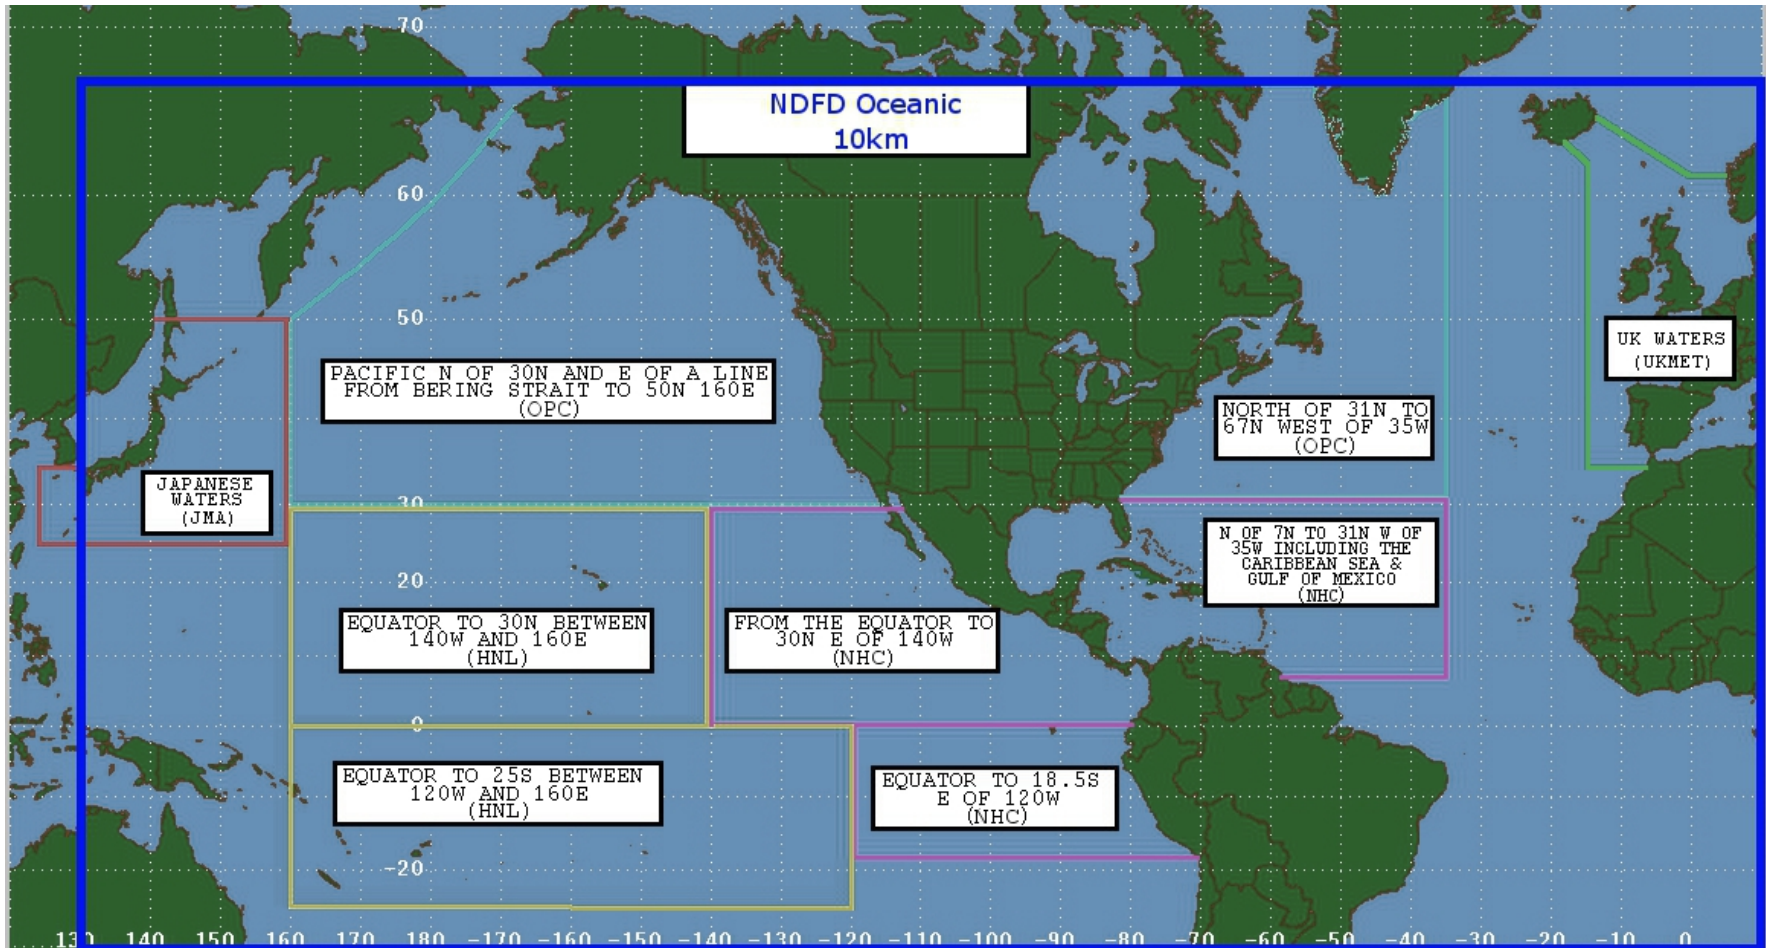 70
NDFD Oceanic
10km
60
50
PACIFIC N OF 30N AND E OF A LINE
FROM BERING STRAIT TO 50N 160E
(OPC)
UK WATERS
(UKMET)
NORTH OF 31N TO
67N WEST OF 35W
(OPC)
JAPANESE
WATERS
(JMA)
30
N OF 7N TO 31N W OF
35W INCLUDING THE
CARIBBEAN SEA &
GULF OF MEXICO
(NHC)
20
EQUATOR TO 30N BETWEEN
140W AND 160E
(HNL)
FROM THE EQUATOR TO
30N E OF 140W
(NHC)
0
EQUATOR TO 25S BETWEEN
120W AND 160E
(HNL)
EQUATOR TO 18.5S
E OF 120W
(NHC)
-20
130 140 150 160 170 180 -170 -160 -150 -140 -130 -120 -110 -100 -90 -80 -70 -60 -50 -40 -30 -20 -10 0